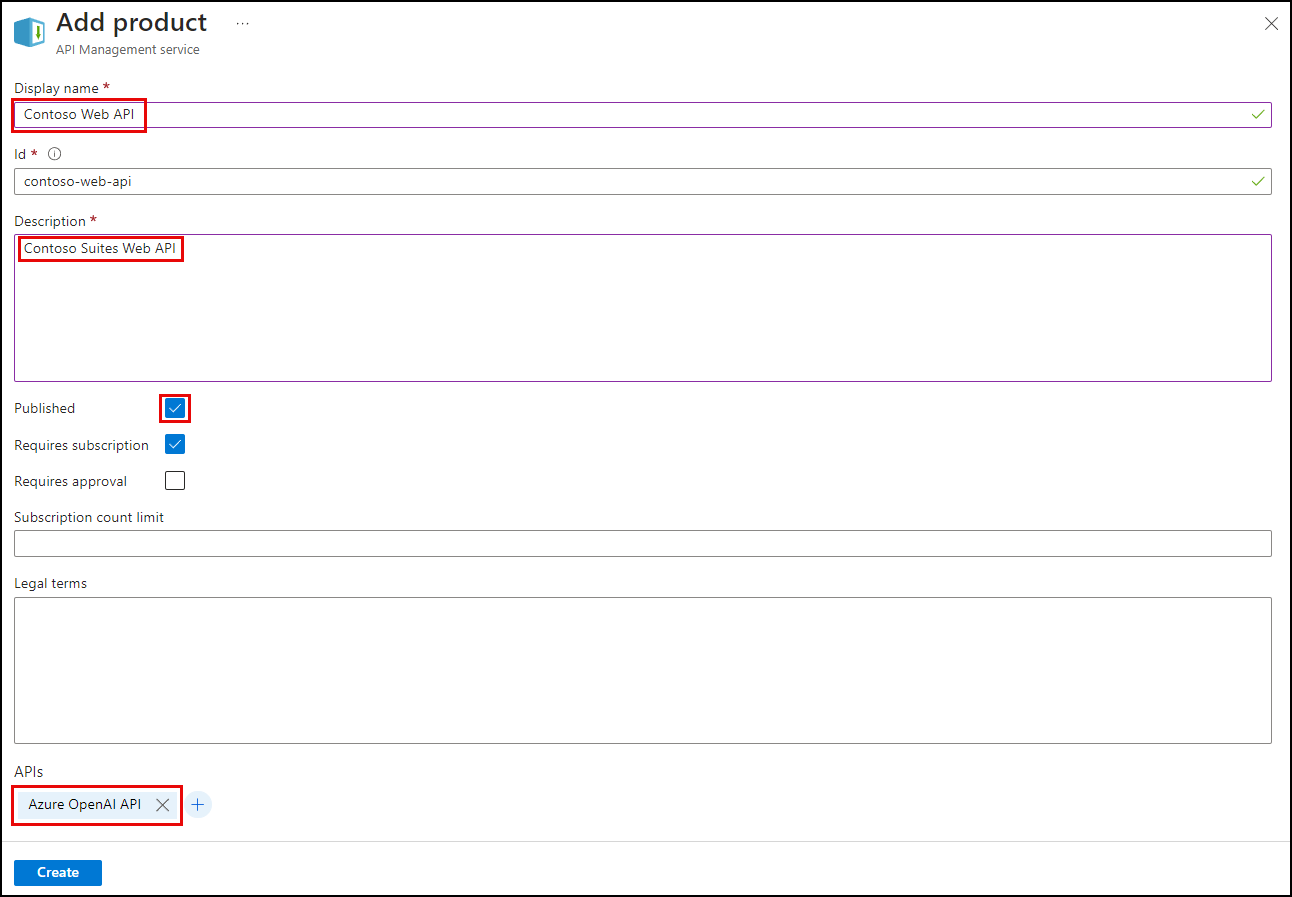 Add product ...
API Management service
Display name *
Contoso Web API
Id *
contoso-web-api
Description *
Contoso Suites Web API
Published
Requires subscription
Requires approval
Subscription count limit
Legal terms
APIs
Azure OpenAI API
Create